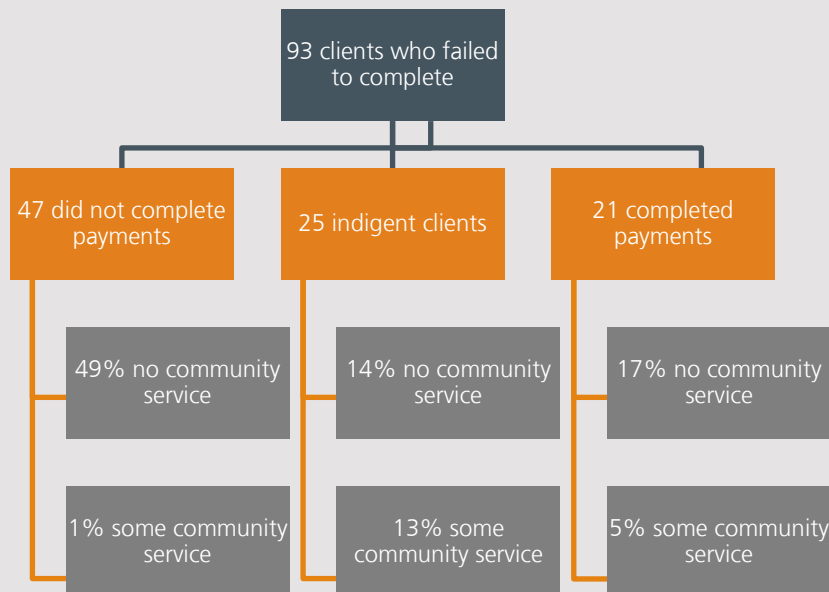 93 clients who failed
to complete
47 did not complete
payments
25 indigent clients
21 completed
payments
49% no community
service
14% no community
service
17% no community
service
1% some community
service
13% some
community service
5% some community
service